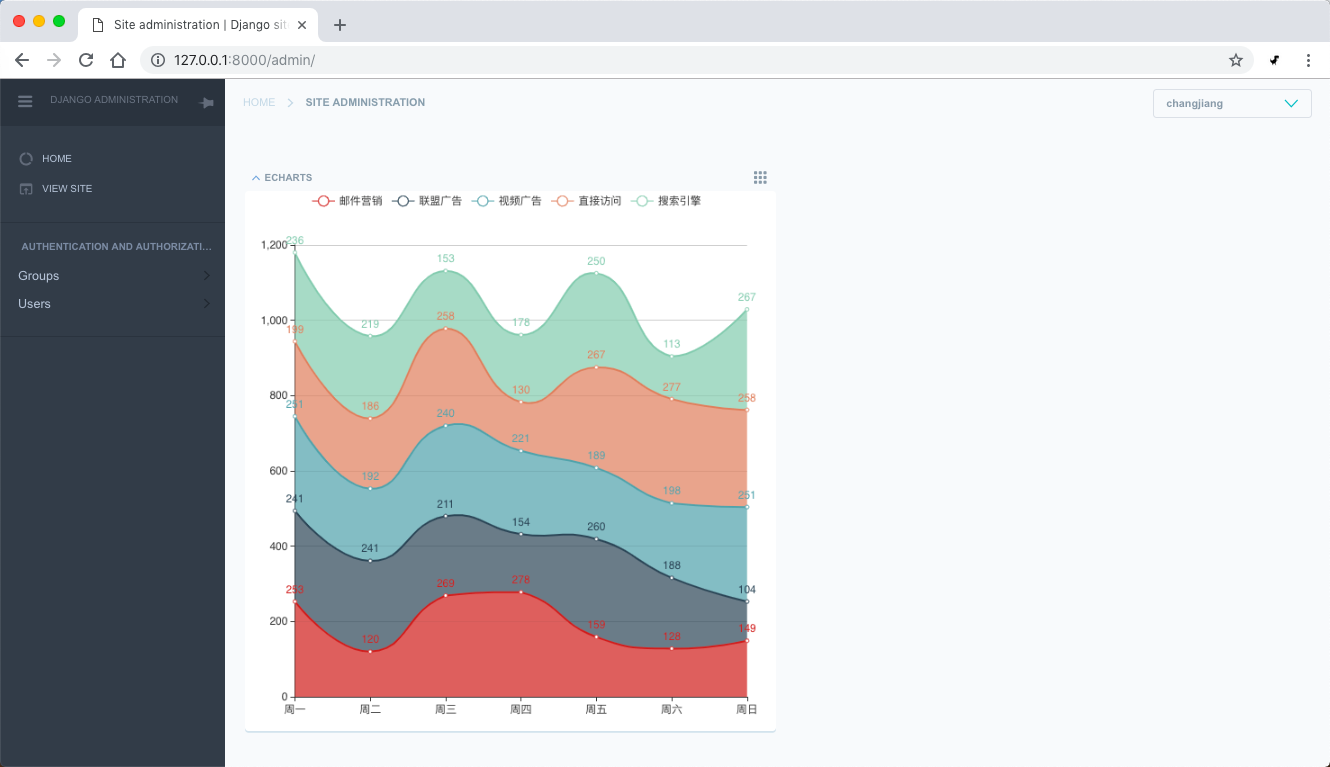 Site administration | Django sit
127.0.0.1:8000/admin/
DJANGO ADMINISTRATION
HOME
VIEW SITE
AUTHENTICATION AND AUTHORIZATI...
Groups
Users
HOME > SITE ADMINISTRATION
changjiang
ECHARTS
邮件营销 联盟广告 视频广告 直接访问 搜索引擎
1,200
1,000
800
600
400
200
0
236 219 153 178 250 113 267
199 186 258 130 267 277 258
251 192 240 221 189 198 251
241 241 211 154 260 188 104
253 120 269 278 159 128 149
周一 周二 周三 周四 周五 周六 周日